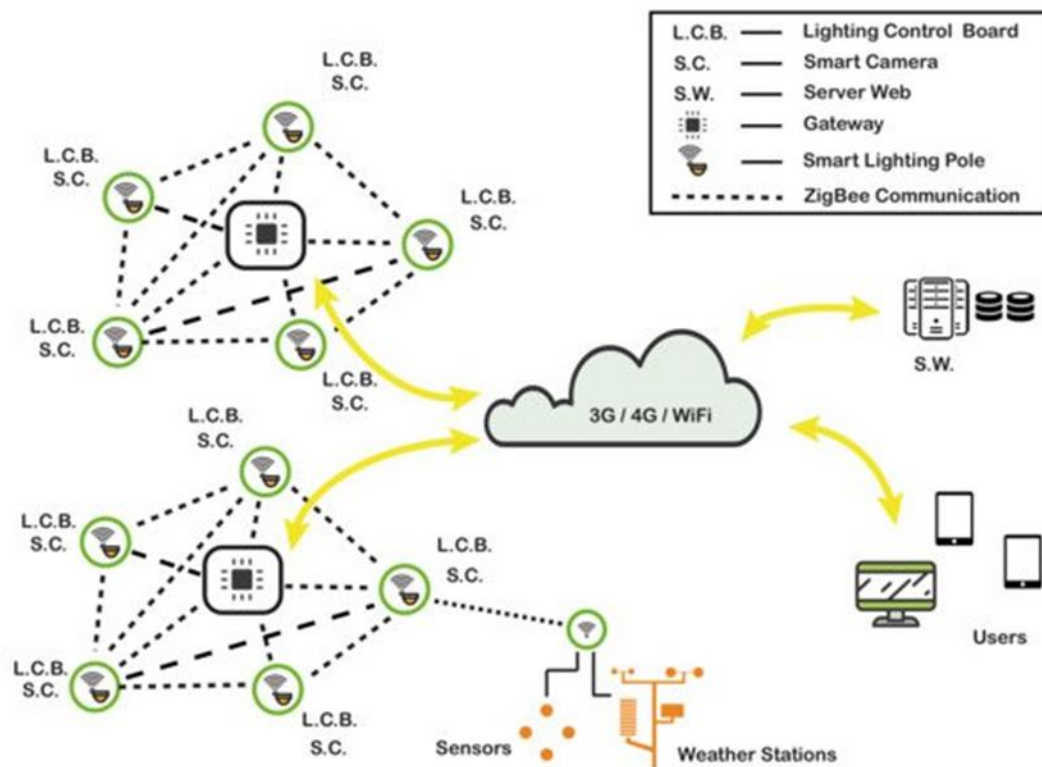 L.C.B. Lighting Control Board
S.C. Smart Camera
S.W. Server Web
Gateway
Smart Lighting Pole
ZigBee Communication
L.C.B.
S.C.
L.C.B.
S.C.
L.C.B.
S.C.
L.C.B.
S.C.
L.C.B.
S.C.
S.W.
3G / 4G / WiFi
L.C.B.
S.C.
L.C.B.
S.C.
L.C.B.
S.C.
L.C.B.
S.C.
L.C.B.
S.C.
Users
Sensors
Weather Stations